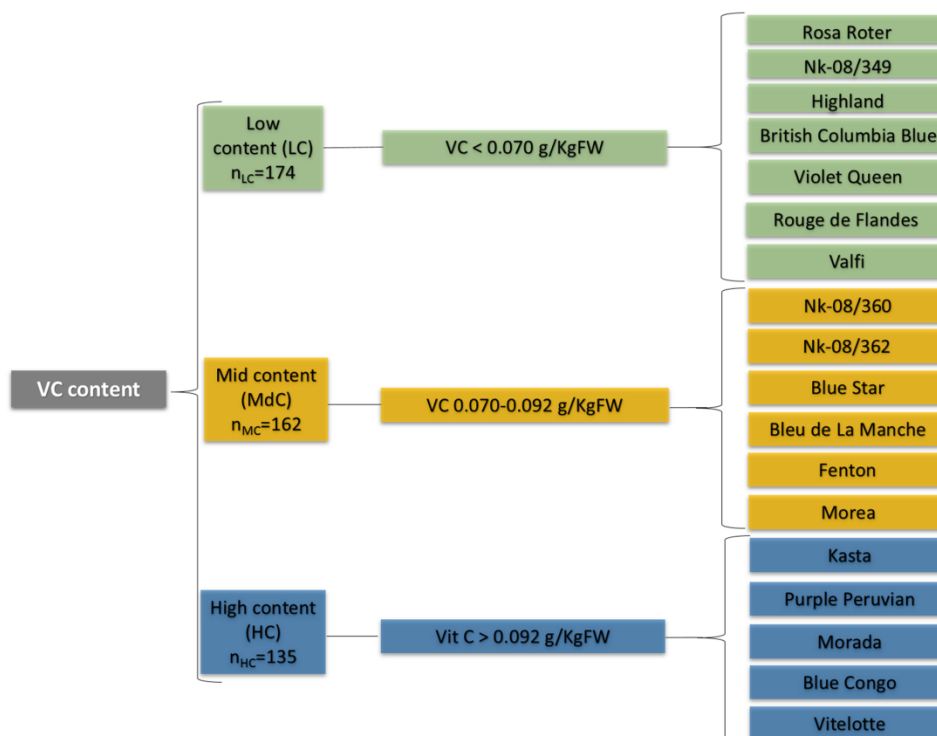 VC content
Low
content (LC)
nLC=174
VC < 0.070 g/KgFW
Rosa Roter
Nk-08/349
Highland
British Columbia Blue
Violet Queen
Rouge de Flandes
Valfi
Mid content
(MdC)
nMC=162
VC 0.070-0.092 g/KgFW
Nk-08/360
Nk-08/362
Blue Star
Bleu de La Manche
Fenton
Morea
High content
(HC)
nHC=135
Vit C > 0.092 g/KgFW
Kasta
Purple Peruvian
Morada
Blue Congo
Vitelotte